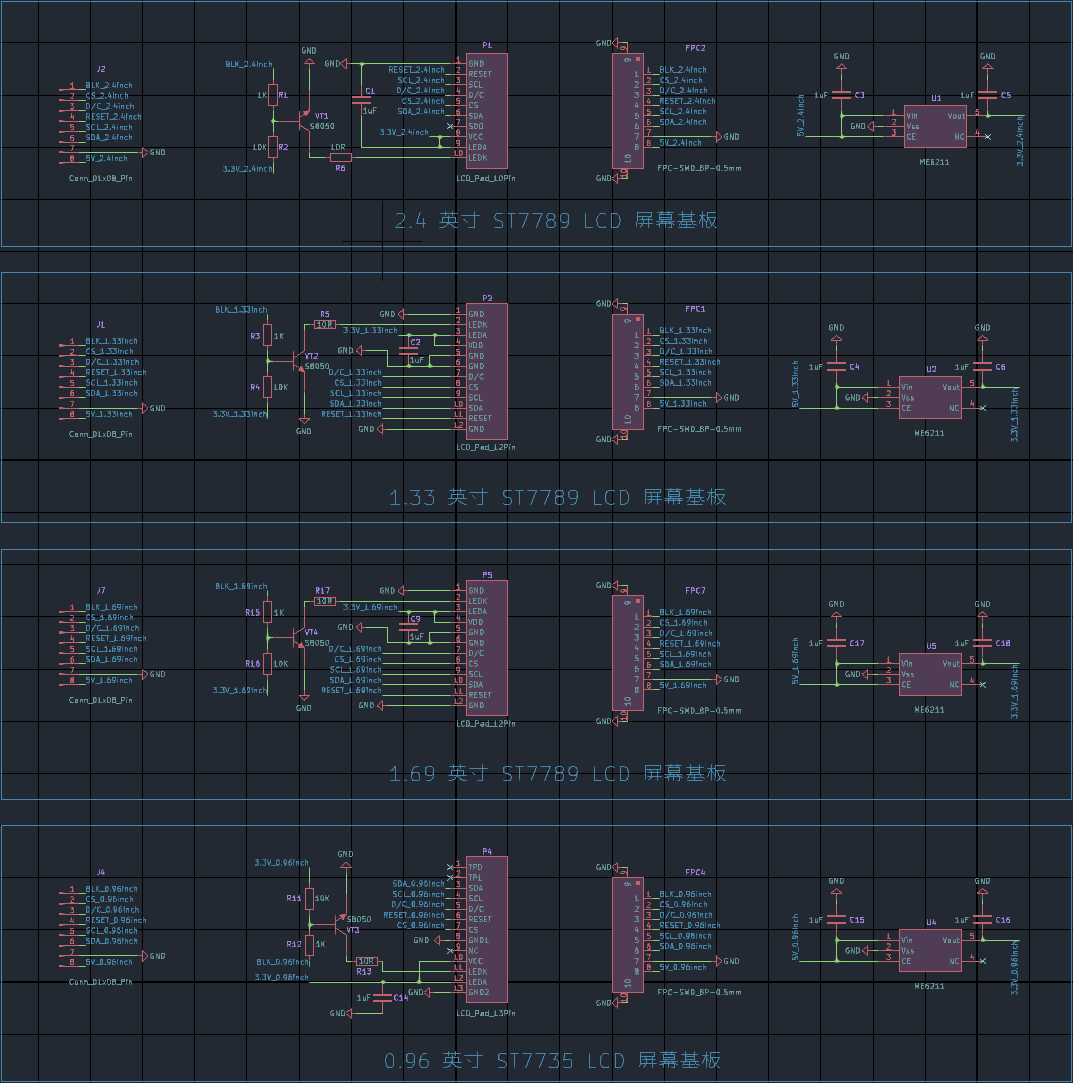 J2
1 BLK_2.4inch
2 CS_2.4inch
3 D/C_2.4inch
4 RESET_2.4inch
5 SCL_2.4inch
6 SDA_2.4inch
7 GND
8 5V_2.4inch
Conn_01x08_Pin
BLK_2.4inch
GND
1K R1
VT1
S8050
10K R2
3.3V_2.4inch
10R
R6
GND
C1
1uF
RESET_2.4inch
SCL_2.4inch
D/C_2.4inch
CS_2.4inch
SDA_2.4inch
3.3V_2.4inch
P1
1 GND
2 RESET
3 SCL
4 D/C
5 CS
6 SDA
7 SDO
8 VCC
9 LEDA
10 LEDK
LCD_Pad_10Pin
GND 9
FPC2
1 BLK_2.4inch
2 CS_2.4inch
3 D/C_2.4inch
4 RESET_2.4inch
5 SCL_2.4inch
6 SDA_2.4inch
7 GND
8 5V_2.4inch
GND 10
FPC-SMD_8P-0.5mm
GND
1uF C3
5V_2.4inch
GND
U1
1 Vin Vout 5
2 Vss
3 CE NC 4
ME6211
GND
1uF C5
3.3V_2.4inch
2.4 英寸 ST7789 LCD 屏幕基板
J1
1 BLK_1.33inch
2 CS_1.33inch
3 D/C_1.33inch
4 RESET_1.33inch
5 SCL_1.33inch
6 SDA_1.33inch
7 GND
8 5V_1.33inch
Conn_01x08_Pin
BLK_1.33inch
R5
10R
R3 1K
VT2
S8050
R4 10K
3.3V_1.33inch
GND
GND
3.3V_1.33inch
GND
C2
1uF
D/C_1.33inch
CS_1.33inch
SCL_1.33inch
SDA_1.33inch
RESET_1.33inch
GND
P2
1 GND
2 LEDK
3 LEDA
4 VDD
5 GND
6 GND
7 D/C
8 CS
9 SCL
10 SDA
11 RESET
12 GND
LCD_Pad_12Pin
GND 9
FPC1
1 BLK_1.33inch
2 CS_1.33inch
3 D/C_1.33inch
4 RESET_1.33inch
5 SCL_1.33inch
6 SDA_1.33inch
7 GND
8 5V_1.33inch
GND 10
FPC-SMD_8P-0.5mm
GND
1uF C4
5V_1.33inch
GND
U2
1 Vin Vout 5
2 Vss
3 CE NC 4
ME6211
GND
1uF C6
3.3V_1.33inch
1.33 英寸 ST7789 LCD 屏幕基板
J7
1 BLK_1.69inch
2 CS_1.69inch
3 D/C_1.69inch
4 RESET_1.69inch
5 SCL_1.69inch
6 SDA_1.69inch
7 GND
8 5V_1.69inch
Conn_01x08_Pin
BLK_1.69inch
R17
10R
R15 1K
VT4
S8050
R16 10K
3.3V_1.69inch
GND
GND
3.3V_1.69inch
GND
C9
1uF
D/C_1.69inch
CS_1.69inch
SCL_1.69inch
SDA_1.69inch
RESET_1.69inch
GND
P5
1 GND
2 LEDK
3 LEDA
4 VDD
5 GND
6 GND
7 D/C
8 CS
9 SCL
10 SDA
11 RESET
12 GND
LCD_Pad_12Pin
GND 9
FPC7
1 BLK_1.69inch
2 CS_1.69inch
3 D/C_1.69inch
4 RESET_1.69inch
5 SCL_1.69inch
6 SDA_1.69inch
7 GND
8 5V_1.69inch
GND 10
FPC-SMD_8P-0.5mm
GND
1uF C17
5V_1.69inch
GND
U5
1 Vin Vout 5
2 Vss
3 CE NC 4
ME6211
GND
1uF C18
3.3V_1.69inch
1.69 英寸 ST7789 LCD 屏幕基板
J4
1 BLK_0.96inch
2 CS_0.96inch
3 D/C_0.96inch
4 RESET_0.96inch
5 SCL_0.96inch
6 SDA_0.96inch
7 GND
8 5V_0.96inch
Conn_01x08_Pin
3.3V_0.96inch
GND
R11 10K
S8050
VT3
R12 1K
BLK_0.96inch
10R
R13
3.3V_0.96inch
1uF C14
GND
SDA_0.96inch
SCL_0.96inch
D/C_0.96inch
RESET_0.96inch
CS_0.96inch
GND
GND
P4
1 TP0
2 TP1
3 SDA
4 SCL
5 D/C
6 RESET
7 CS
8 GND1
9 NC
10 VCC
11 LEDK
12 LEDA
13 GND2
LCD_Pad_13Pin
GND 9
FPC4
1 BLK_0.96inch
2 CS_0.96inch
3 D/C_0.96inch
4 RESET_0.96inch
5 SCL_0.96inch
6 SDA_0.96inch
7 GND
8 5V_0.96inch
GND 10
FPC-SMD_8P-0.5mm
GND
1uF C15
5V_0.96inch
GND
U4
1 Vin Vout 5
2 Vss
3 CE NC 4
ME6211
GND
1uF C16
3.3V_0.96inch
0.96 英寸 ST7735 LCD 屏幕基板